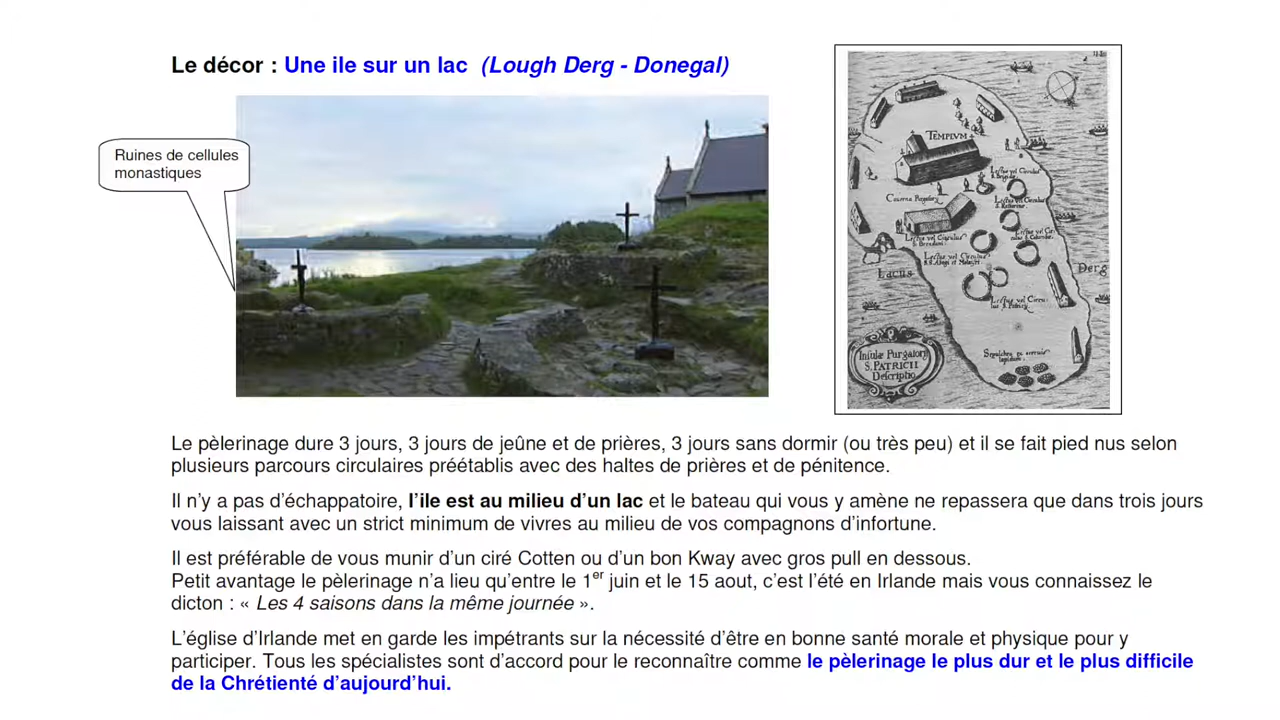 Le décor : Une ile sur un lac (Lough Derg - Donegal)
Ruines de cellules
monastiques
TEMPLVM
Caverna Purgatory
Lacus
Derg
Insulæ Purgatory
S. PATRICII
Descriptio
Le pèlerinage dure 3 jours, 3 jours de jeûne et de prières, 3 jours sans dormir (ou très peu) et il se fait pied nus selon
plusieurs parcours circulaires préétablis avec des haltes de prières et de pénitence.
Il n’y a pas d’échappatoire, l’ile est au milieu d’un lac et le bateau qui vous y amène ne repassera que dans trois jours
vous laissant avec un strict minimum de vivres au milieu de vos compagnons d’infortune.
Il est préférable de vous munir d’un ciré Cotten ou d’un bon Kway avec gros pull en dessous.
Petit avantage le pèlerinage n’a lieu qu’entre le 1er juin et le 15 aout, c’est l’été en Irlande mais vous connaissez le
dicton : « Les 4 saisons dans la même journée ».
L’église d’Irlande met en garde les impétrants sur la nécessité d’être en bonne santé morale et physique pour y
participer. Tous les spécialistes sont d’accord pour le reconnaître comme le pèlerinage le plus dur et le plus difficile
de la Chrétienté d’aujourd’hui.